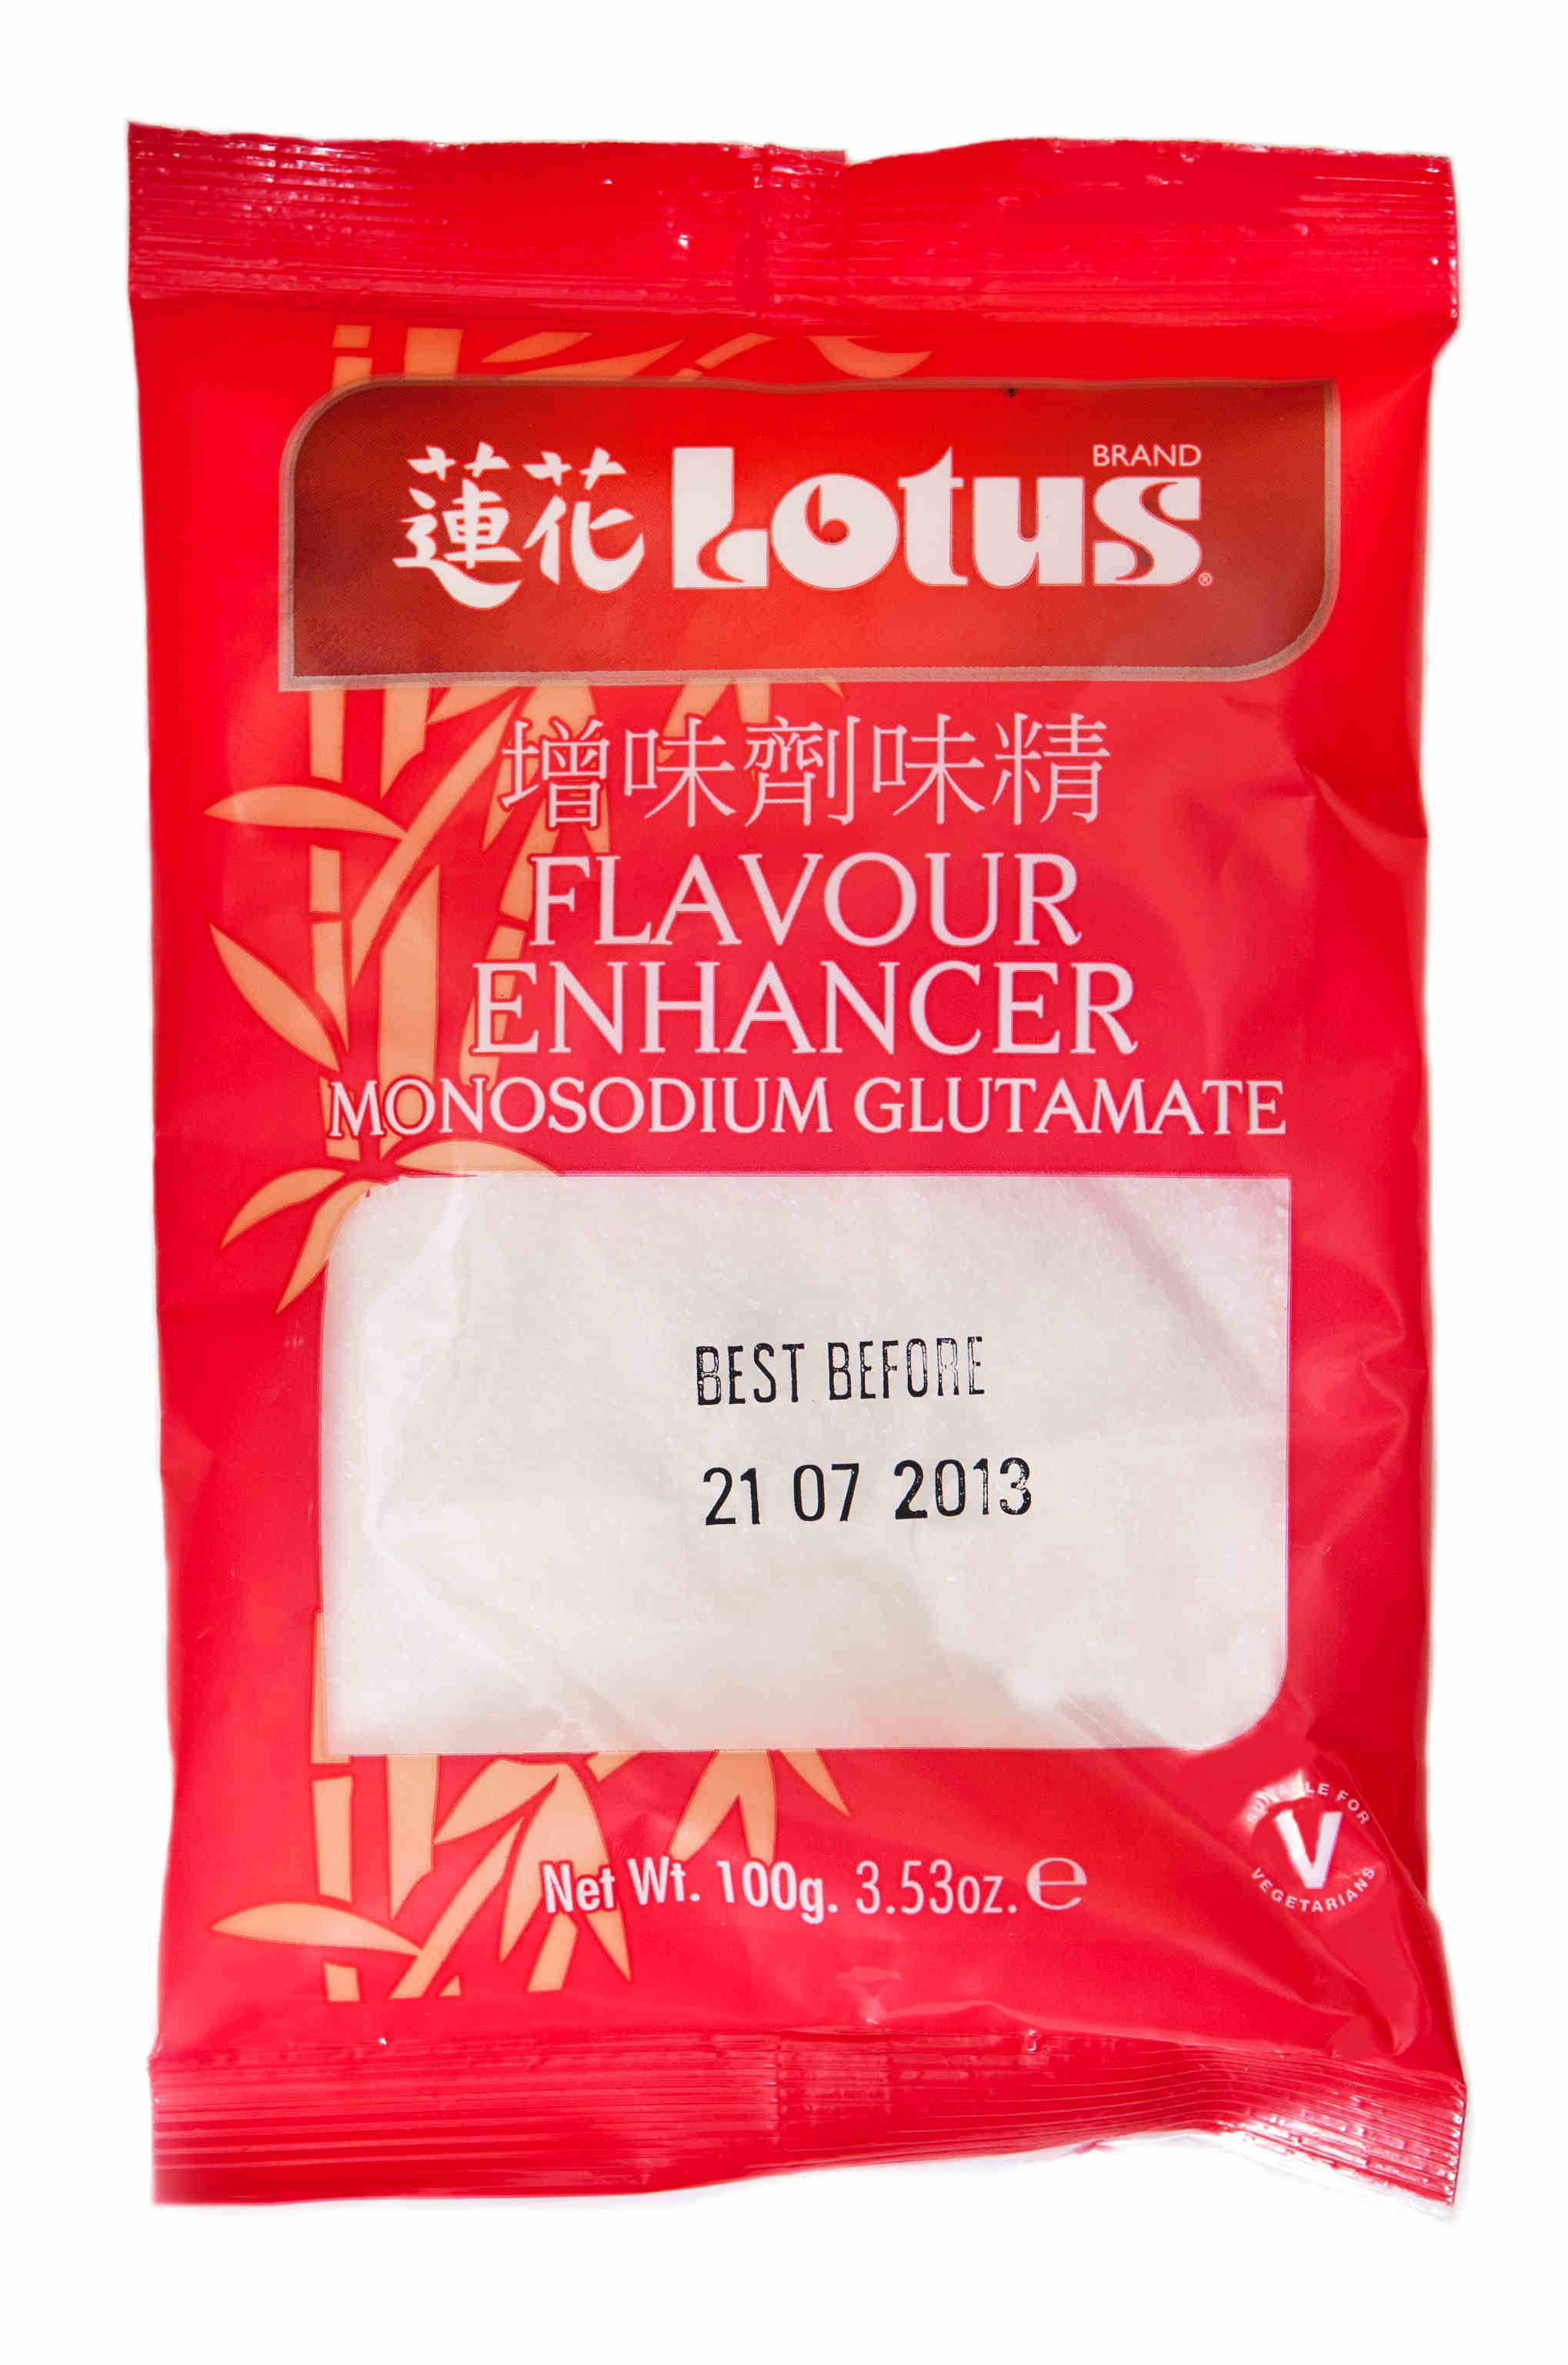 蓮花 Lotus BRAND ®
增味劑味精
FLAVOUR
ENHANCER
MONOSODIUM GLUTAMATE
BEST BEFORE
21 07 2013
Net Wt. 100g. 3.53oz. e
SUITABLE FOR
V
VEGETARIANS